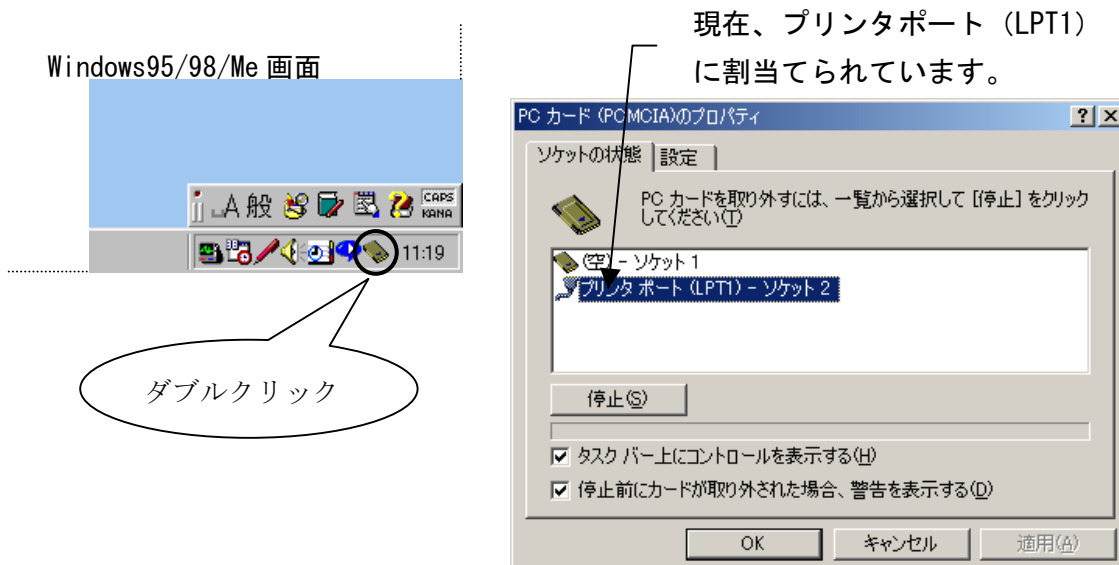 現在、プリンタポート（LPT1）
に割当てられています。
Windows95/98/Me 画面
A 般
CAPS
KANA
11:19
ダブルクリック
PC カード (PCMCIA)のプロパティ
ソケットの状態
設定
PC カードを取り外すには、一覧から選択して [停止] をクリック
してください(T)
(空) - ソケット 1
プリンタ ポート (LPT1) - ソケット 2
停止(S)
タスク バー上にコントロールを表示する(H)
停止前にカードが取り外された場合、警告を表示する(D)
OK
キャンセル
適用(A)